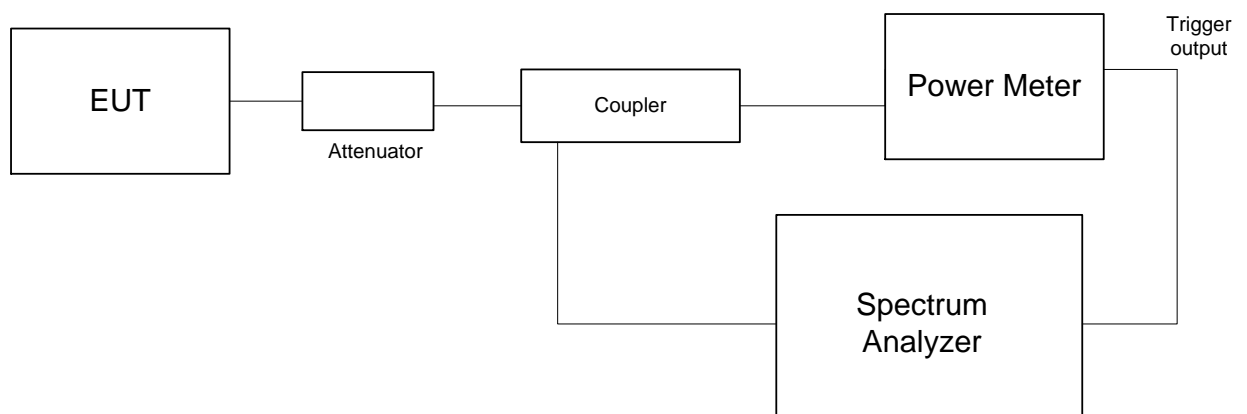 EUT
Attenuator
Coupler
Power Meter
Trigger
output
Spectrum
Analyzer